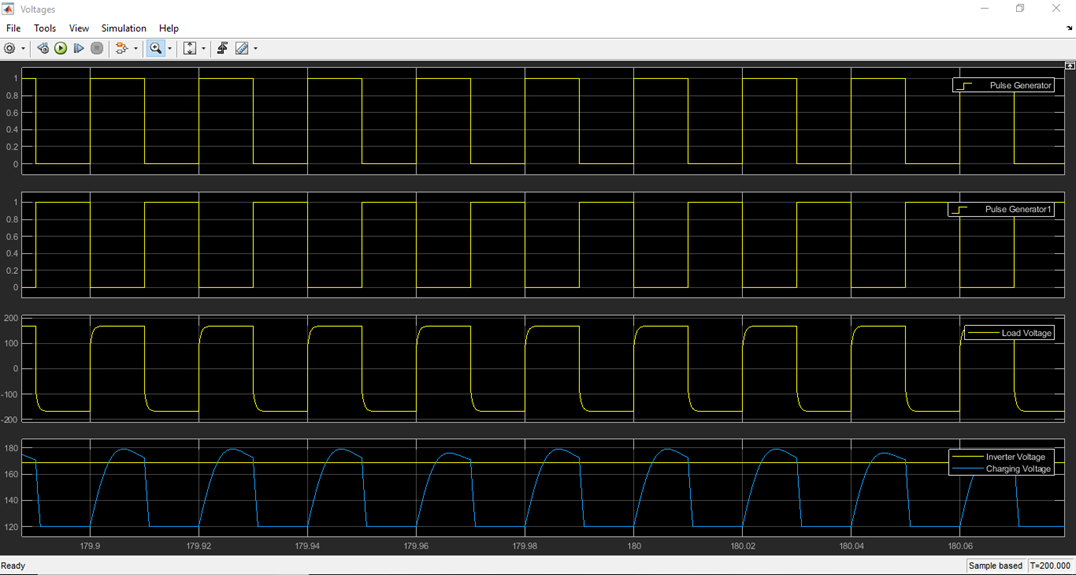 Voltages
File Tools View Simulation Help
Pulse Generator
1
0.8
0.6
0.4
0.2
0
Pulse Generator1
1
0.8
0.6
0.4
0.2
0
Load Voltage
200
100
0
-100
-200
Inverter Voltage
Charging Voltage
180
160
140
120
179.9 179.92 179.94 179.96 179.98 180 180.02 180.04 180.06
Ready Sample based T=200.000